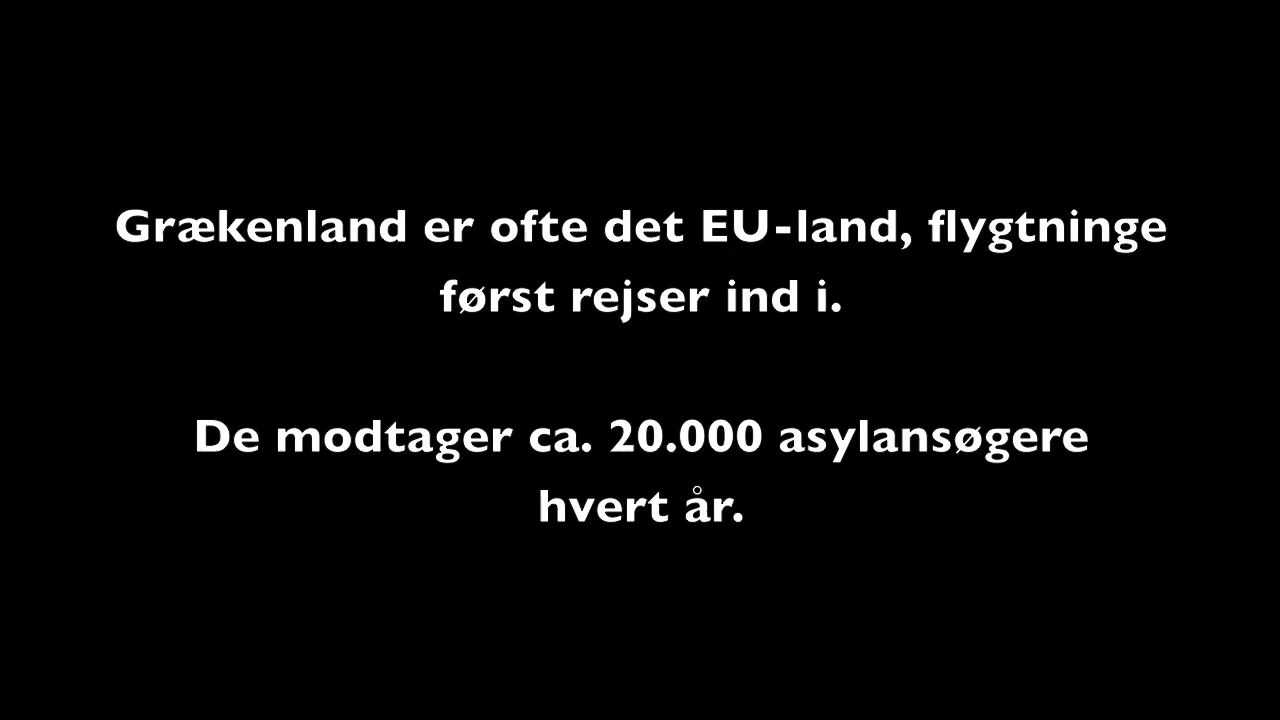 Grækenland er ofte det EU-land, flygtninge
først rejser ind i.
De modtager ca. 20.000 asylansøgere
hvert år.